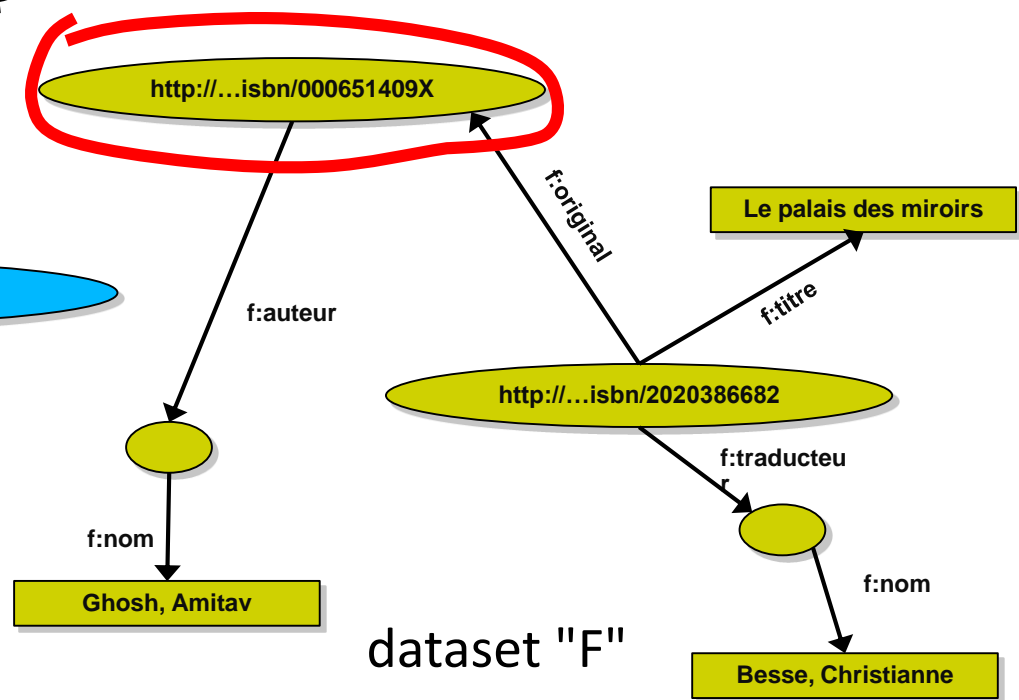 http://...isbn/000651409X
f:original
Le palais des miroirs
f:titre
f:auteur
http://...isbn/2020386682
f:traducteu
r
f:nom
f:nom
Ghosh, Amitav
dataset "F"
Besse, Christianne